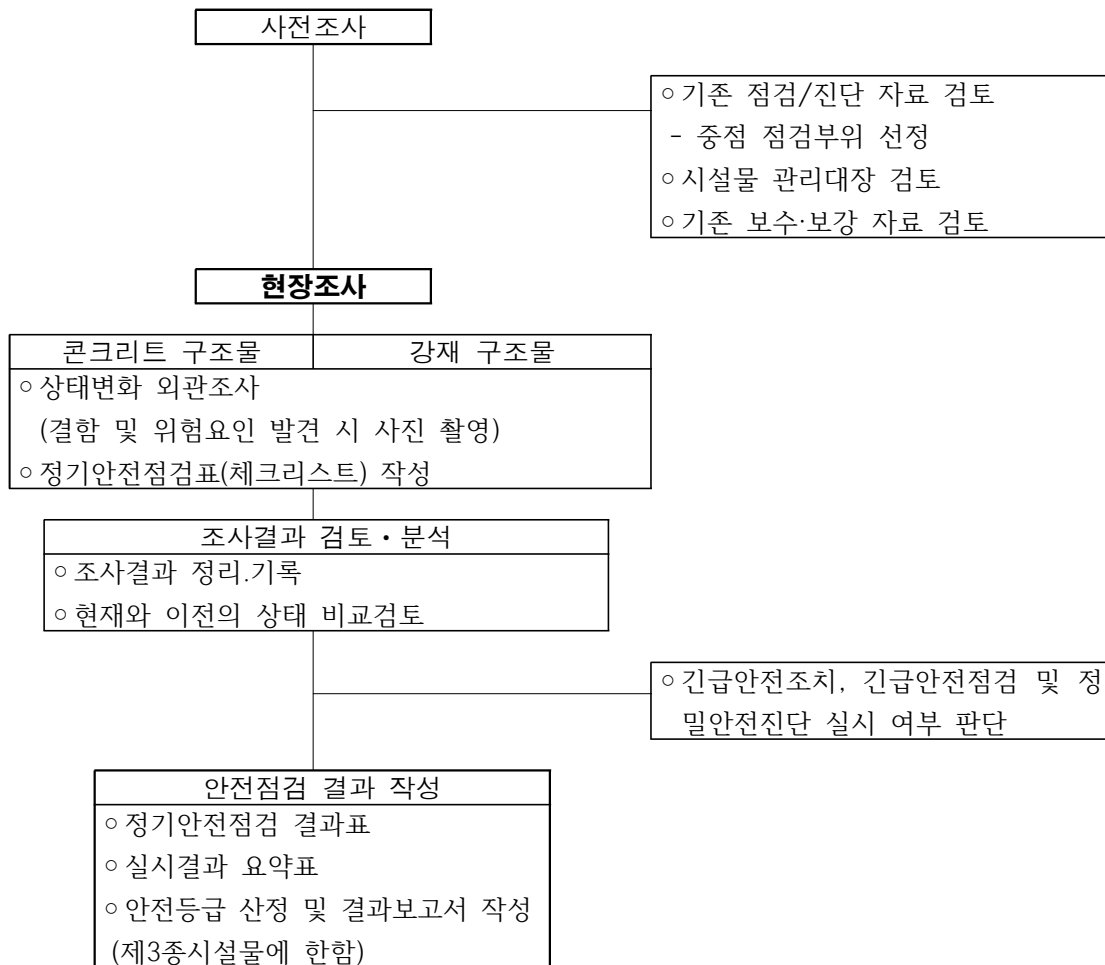 사전조사
○ 기존 점검/진단 자료 검토
- 중점 점검부위 선정
○ 시설물 관리대장 검토
○ 기존 보수·보강 자료 검토
현장조사
콘크리트 구조물
강재 구조물
○ 상태변화 외관조사
(결함 및 위험요인 발견 시 사진 촬영)
○ 정기안전점검표(체크리스트) 작성
조사결과 검토·분석
○ 조사결과 정리.기록
○ 현재와 이전의 상태 비교검토
○ 긴급안전조치, 긴급안전점검 및 정
밀안전진단 실시 여부 판단
안전점검 결과 작성
○ 정기안전점검 결과표
○ 실시결과 요약표
○ 안전등급 산정 및 결과보고서 작성
(제3종시설물에 한함)